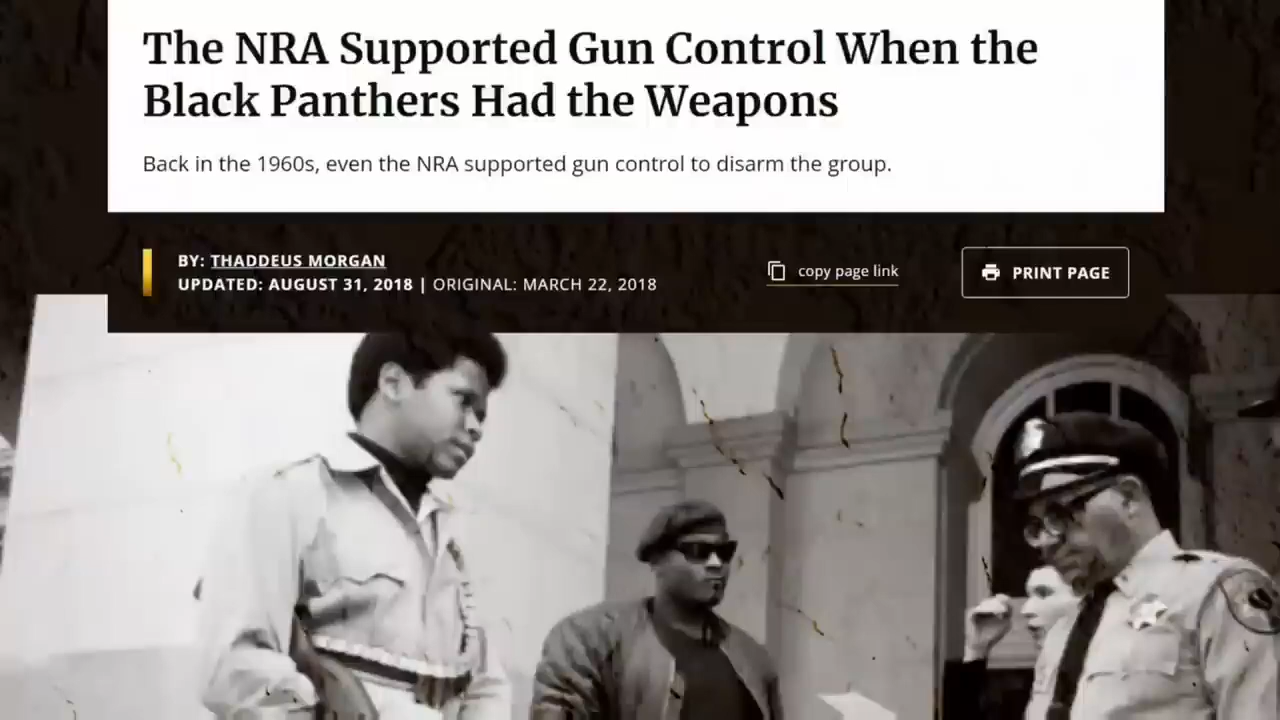 The NRA Supported Gun Control When the
Black Panthers Had the Weapons
Back in the 1960s, even the NRA supported gun control to disarm the group.
BY: THADDEUS MORGAN
UPDATED: AUGUST 31, 2018 | ORIGINAL: MARCH 22, 2018
copy page link
PRINT PAGE